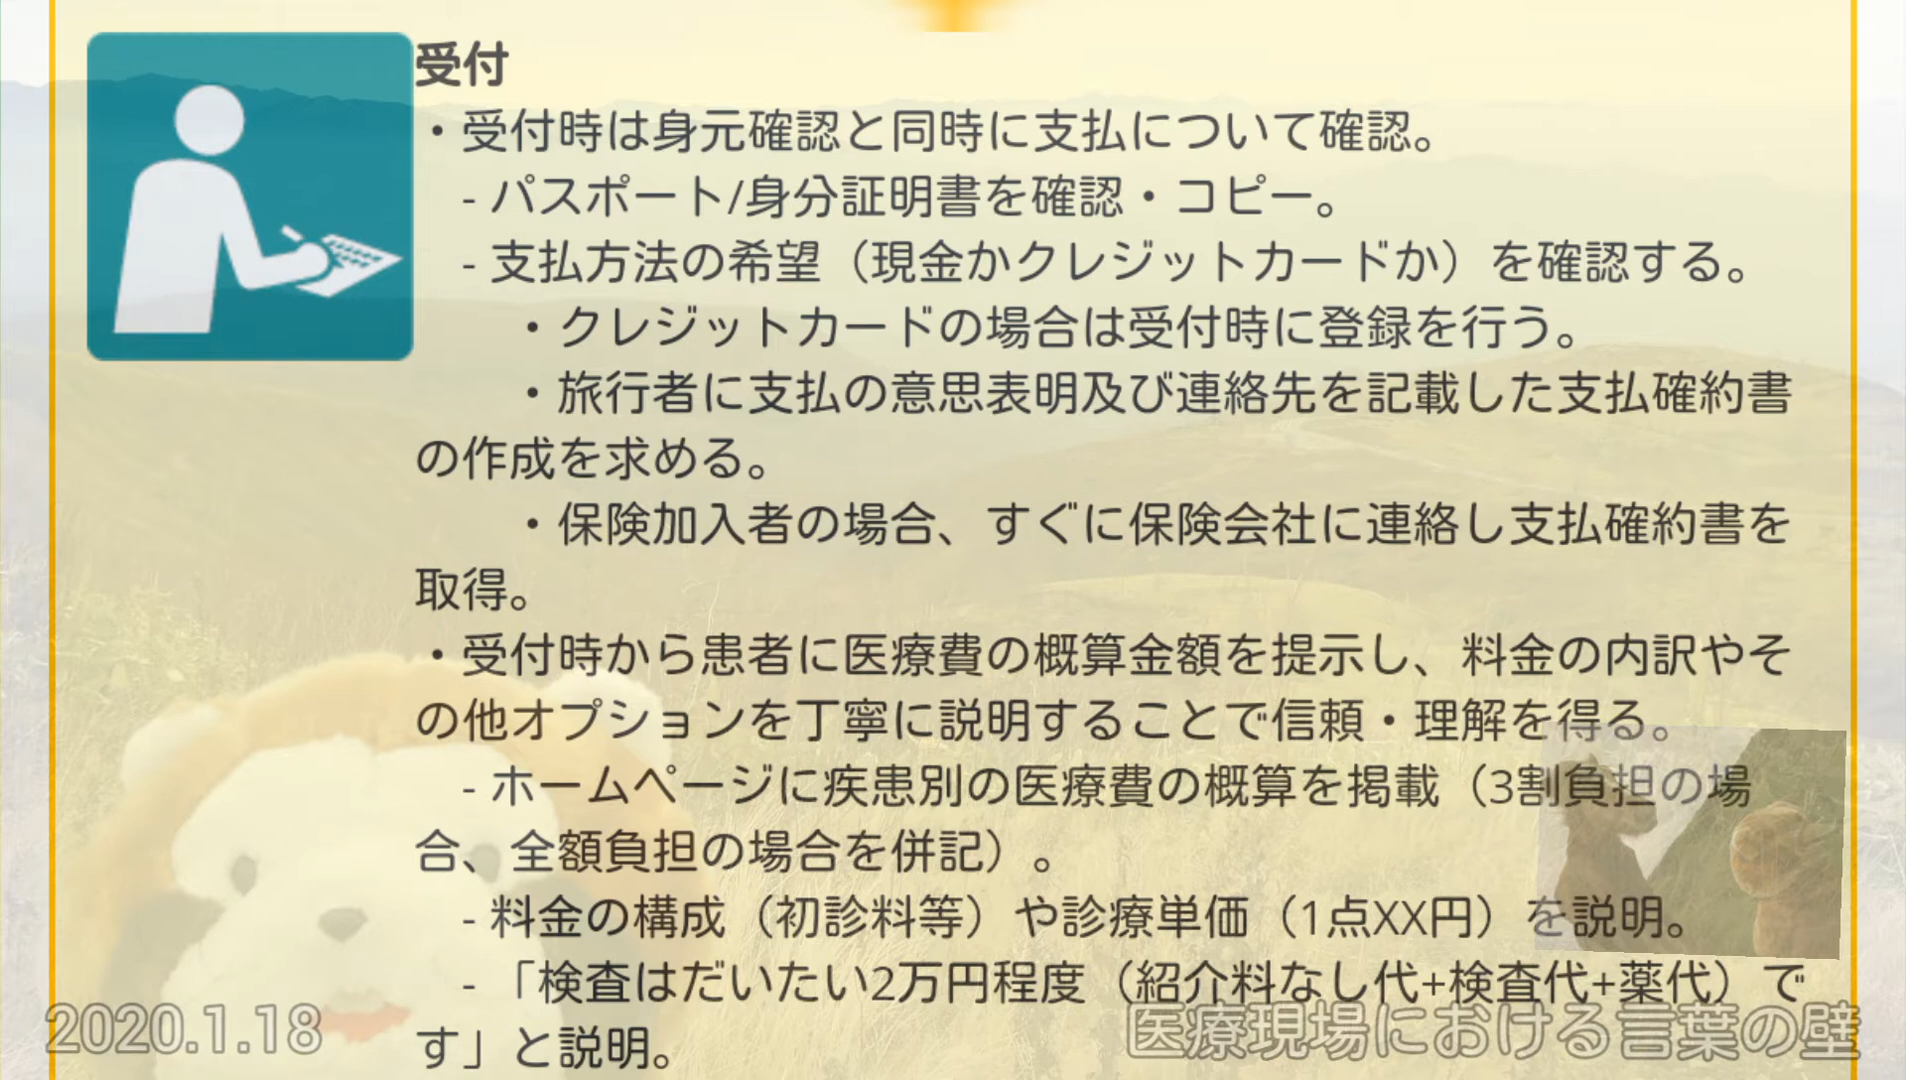 受付
・受付時は身元確認と同時に支払について確認。
- パスポート/身分証明書を確認・コピー。
- 支払方法の希望（現金かクレジットカードか）を確認する。
・クレジットカードの場合は受付時に登録を行う。
・旅行者に支払の意思表明及び連絡先を記載した支払確約書
の作成を求める。
・保険加入者の場合、すぐに保険会社に連絡し支払確約書を
取得。
・受付時から患者に医療費の概算金額を提示し、料金の内訳やそ
の他オプションを丁寧に説明することで信頼・理解を得る。
- ホームページに疾患別の医療費の概算を掲載（3割負担の場
合、全額負担の場合を併記）。
- 料金の構成（初診料等）や診療単価（1点XX円）を説明。
- 「検査はだいたい2万円程度（紹介料なし代+検査代+薬代）で
す」と説明。
2020.1.18
医療現場における言葉の壁